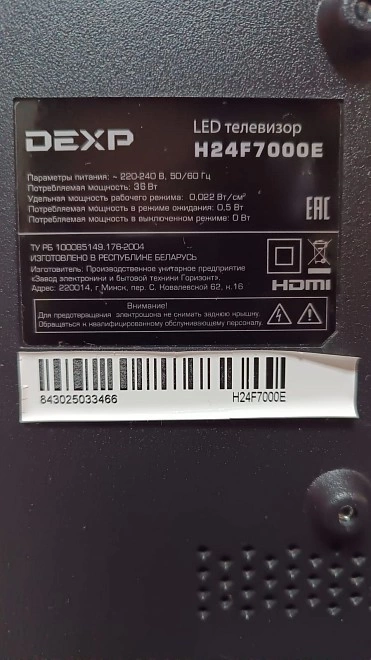 DEXP
LED телевизор
H24F7000E
Параметры питания: ~ 220-240 В, 50/60 Гц
Потребляемая мощность: 36 Вт
Удельная мощность рабочего режима: 0,022 Вт/см²
Потребляемая мощность в режиме ожидания: 0,5 Вт
Потребляемая мощность в выключенном режиме: 0 Вт
EAC
ТУ РБ 100085149.176-2004
ИЗГОТОВЛЕНО В РЕСПУБЛИКЕ БЕЛАРУСЬ
Изготовитель: Производственное унитарное предприятие
«Завод электроники и бытовой техники Горизонт».
Адрес: 220014, г.Минск, пер. С. Ковалевской 62, к.16
HDMI
Внимание!
Для предотвращения электрошока не снимать заднюю крышку.
Обращаться к квалифицированному обслуживающему персоналу.
843025033466
H24F7000E